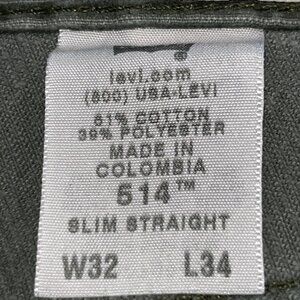 ®
levi.com
(800) USA-LEVI
61% COTTON
39% POLYESTER
MADE IN
COLOMBIA
514™
SLIM STRAIGHT
W32 L34